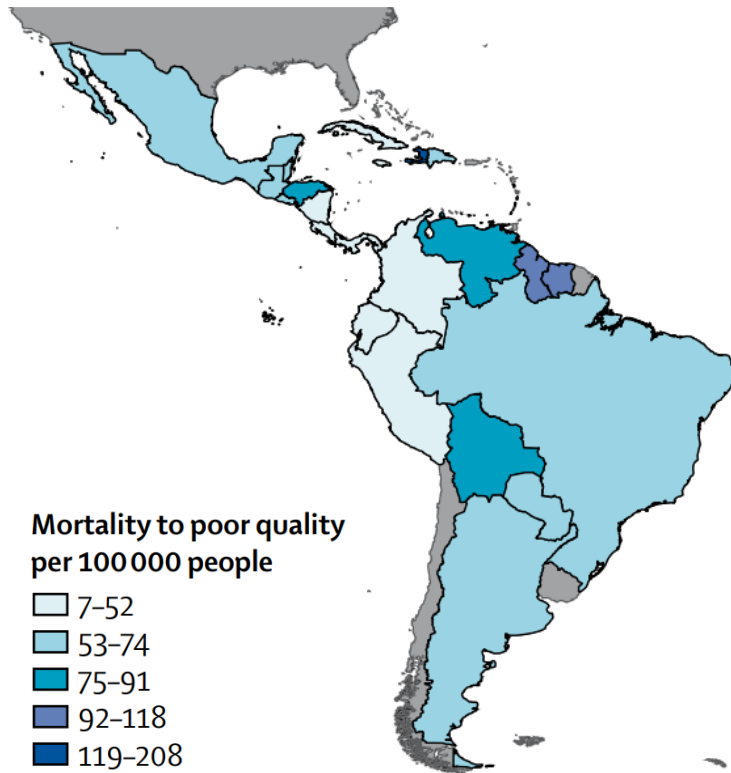 Mortality to poor quality
per 100 000 people
7–52
53–74
75–91
92–118
119–208